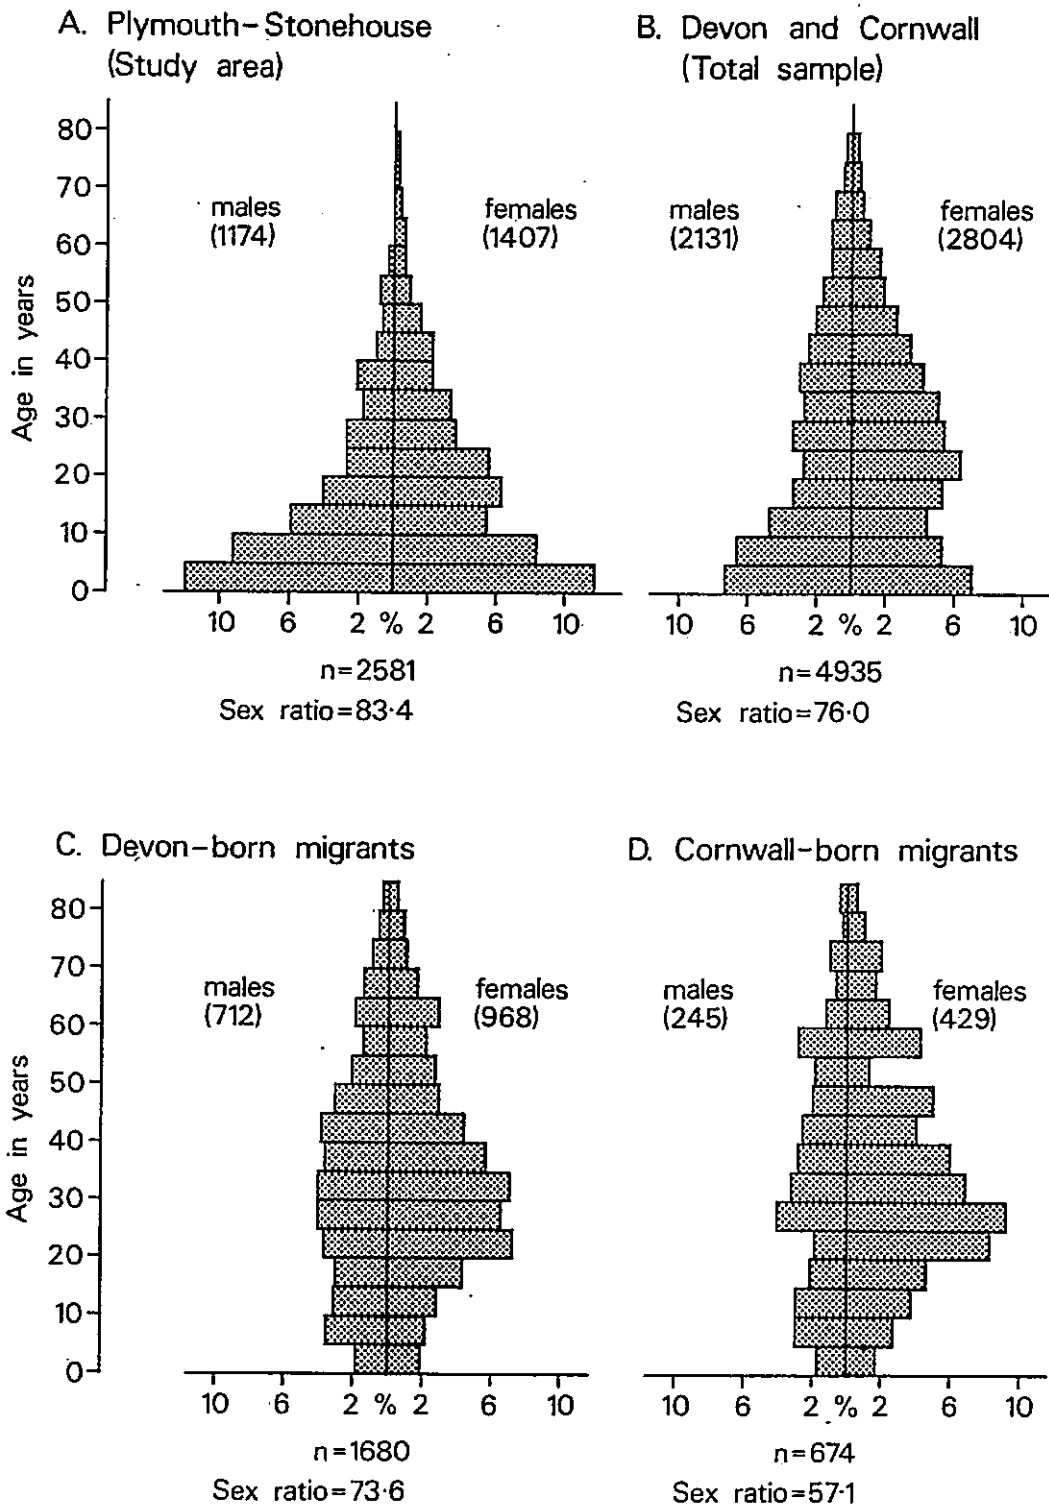 A. Plymouth-Stonehouse
(Study area)
80
70
60
50
40
30
20
10
0
Age in years
males
(1174)
females
(1407)
10 6 2 % 2 6 10
n=2581
Sex ratio=83·4
B. Devon and Cornwall
(Total sample)
males
(2131)
females
(2804)
10 6 2 % 2 6 10
n=4935
Sex ratio=76·0
C. Devon-born migrants
80
70
60
50
40
30
20
10
0
Age in years
males
(712)
females
(968)
10 6 2 % 2 6 10
n=1680
Sex ratio=73·6
D. Cornwall-born migrants
males
(245)
females
(429)
10 6 2 % 2 6 10
n=674
Sex ratio=57·1